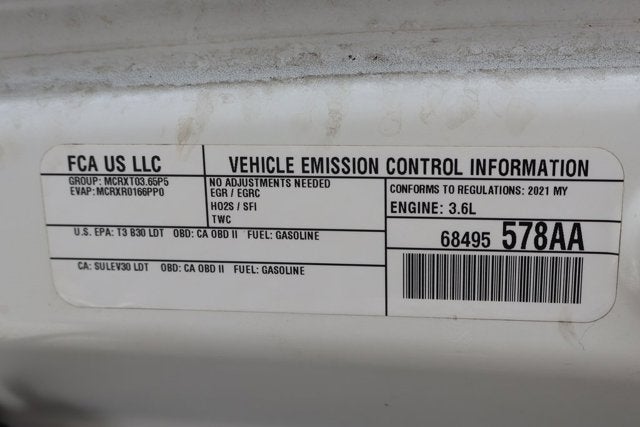 FCA US LLC
VEHICLE EMISSION CONTROL INFORMATION
GROUP: MCRXT03.65P5
EVAP: MCRXR0166PP0
NO ADJUSTMENTS NEEDED
EGR / EGRC
HO2S / SFI
TWC
CONFORMS TO REGULATIONS: 2021 MY
ENGINE: 3.6L
U.S. EPA: T3 B30 LDT OBD: CA OBD II FUEL: GASOLINE
CA: SULEV30 LDT OBD: CA OBD II FUEL: GASOLINE
68495 578AA